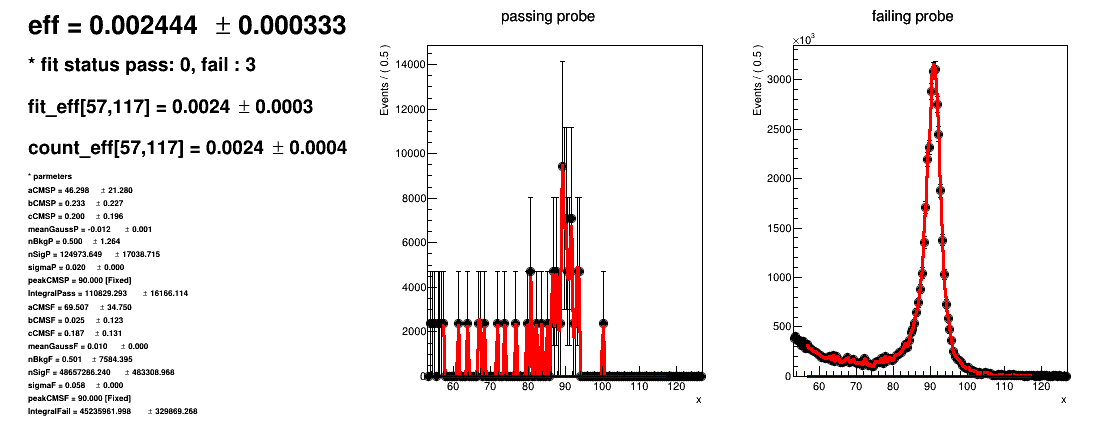 eff = 0.002444 ± 0.000333
* fit status pass: 0, fail : 3
fit_eff[57,117] = 0.0024 ± 0.0003
count_eff[57,117] = 0.0024 ± 0.0004
* parmeters
aCMSP = 46.298 ± 21.280
bCMSP = 0.233 ± 0.227
cCMSP = 0.200 ± 0.196
meanGaussP = -0.012 ± 0.001
nBkgP = 0.500 ± 1.264
nSigP = 124973.649 ± 17038.715
sigmaP = 0.020 ± 0.000
peakCMSP = 90.000 [Fixed]
IntegralPass = 110829.293 ± 16166.114
aCMSF = 69.507 ± 34.750
bCMSF = 0.025 ± 0.123
cCMSF = 0.187 ± 0.131
meanGaussF = 0.010 ± 0.000
nBkgF = 0.501 ± 7584.395
nSigF = 48657286.240 ± 483308.968
sigmaF = 0.058 ± 0.000
peakCMSF = 90.000 [Fixed]
IntegralFail = 45235961.998 ± 329869.268
passing probe
Events / ( 0.5 )
14000
12000
10000
8000
6000
4000
2000
0
60 70 80 90 100 110 120
x
failing probe
×10³
Events / ( 0.5 )
3000
2500
2000
1500
1000
500
0
60 70 80 90 100 110 120
x